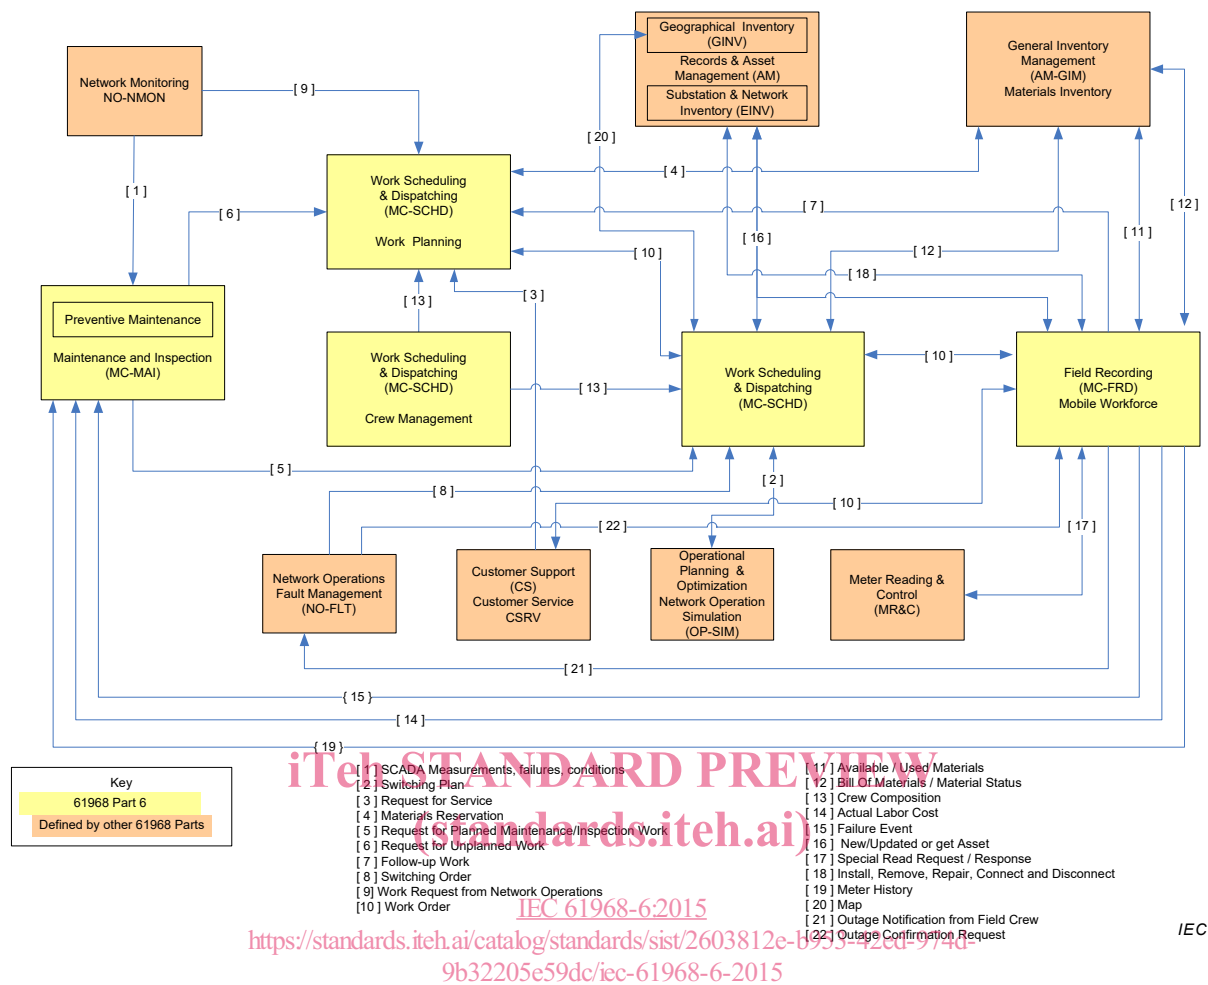 Geographical Inventory
(GINV)
Records & Asset
Management (AM)
Substation & Network
Inventory (EINV)
General Inventory
Management
(AM-GIM)
Materials Inventory
Network Monitoring
NO-NMON
[ 9 ]
[ 20 ]
[ 1 ]
[ 4 ]
Work Scheduling
& Dispatching
(MC-SCHD)
Work Planning
[ 6 ]
[ 7 ]
[ 12 ]
[ 16 ]
[ 11 ]
[ 10 ]
[ 12 ]
[ 18 ]
[ 13 ]
[ 3 ]
Preventive Maintenance
Maintenance and Inspection
(MC-MAI)
Work Scheduling
& Dispatching
(MC-SCHD)
Crew Management
[ 13 ]
Work Scheduling
& Dispatching
(MC-SCHD)
[ 10 ]
Field Recording
(MC-FRD)
Mobile Workforce
[ 5 ]
[ 2 ]
[ 8 ]
[ 10 ]
[ 22 ]
[ 17 ]
Network Operations
Fault Management
(NO-FLT)
Customer Support
(CS)
Customer Service
CSRV
Operational
Planning &
Optimization
Network Operation
Simulation
(OP-SIM)
Meter Reading &
Control
(MR&C)
[ 21 ]
{ 15 }
[ 14 ]
{ 19 }
Key
61968 Part 6
Defined by other 61968 Parts
[ 1 ] SCADA Measurements, failures, conditions
[ 2 ] Switching Plan
[ 3 ] Request for Service
[ 4 ] Materials Reservation
[ 5 ] Request for Planned Maintenance/Inspection Work
[ 6 ] Request for Unplanned Work
[ 7 ] Follow-up Work
[ 8 ] Switching Order
[ 9] Work Request from Network Operations
[10 ] Work Order
[ 11 ] Available / Used Materials
[ 12 ] Bill Of Materials / Material Status
[ 13 ] Crew Composition
[ 14 ] Actual Labor Cost
[ 15 ] Failure Event
[ 16 ] New/Updated or get Asset
[ 17 ] Special Read Request / Response
[ 18 ] Install, Remove, Repair, Connect and Disconnect
[ 19 ] Meter History
[ 20 ] Map
[ 21 ] Outage Notification from Field Crew
[ 22 ] Outage Confirmation Request
IEC
iTeh STANDARD PREVIEW
(standards.iteh.ai)
IEC 61968-6:2015
https://standards.iteh.ai/catalog/standards/sist/2603812e-b953-42ed-974d-
9b32205e59dc/iec-61968-6-2015